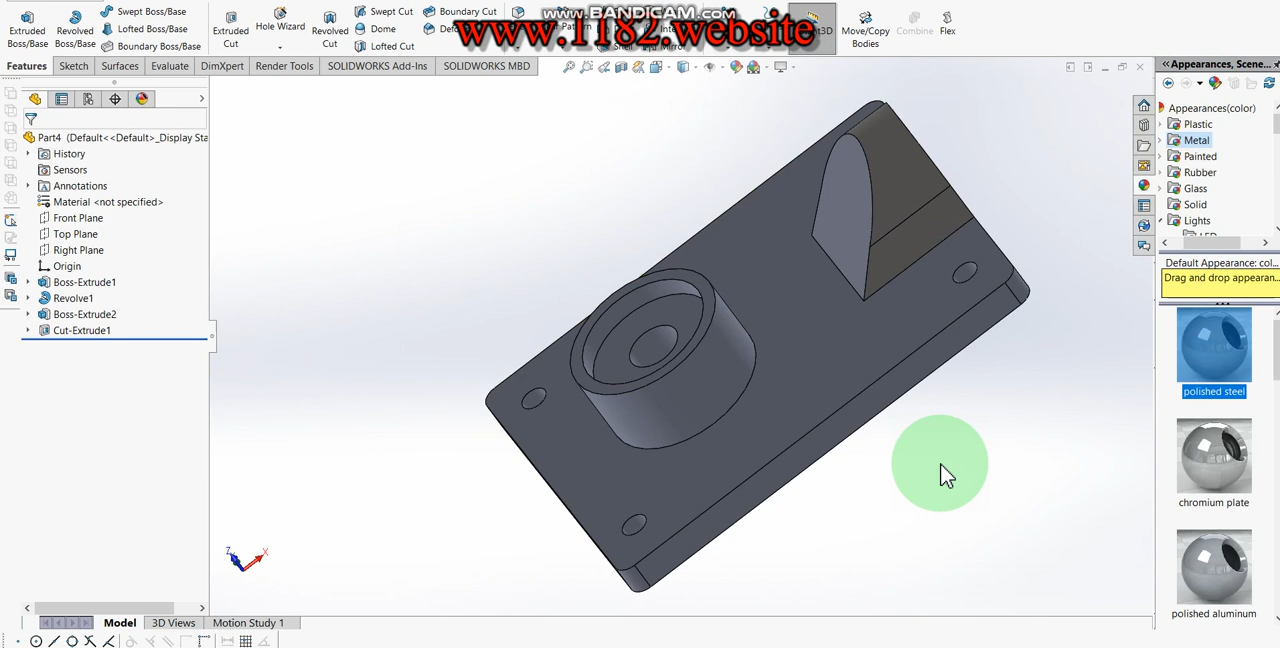 www.BANDICAM.com
www.1182.website
Extruded Boss/Base
Revolved Boss/Base
Swept Boss/Base
Lofted Boss/Base
Boundary Boss/Base
Extruded Cut
Hole Wizard
Revolved Cut
Swept Cut
Dome
Lofted Cut
Boundary Cut
Move/Copy Bodies
Combine
Flex
Features
Sketch
Surfaces
Evaluate
DimXpert
Render Tools
SOLIDWORKS Add-Ins
SOLIDWORKS MBD
Part4 (Default<<Default>_Display Sta
History
Sensors
Annotations
Material <not specified>
Front Plane
Top Plane
Right Plane
Origin
Boss-Extrude1
Revolve1
Boss-Extrude2
Cut-Extrude1
Z
X
Model
3D Views
Motion Study 1
Appearances, Scene...
Appearances(color)
Plastic
Metal
Painted
Rubber
Glass
Solid
Lights
Default Appearance: col...
Drag and drop appearan...
polished steel
chromium plate
polished aluminum